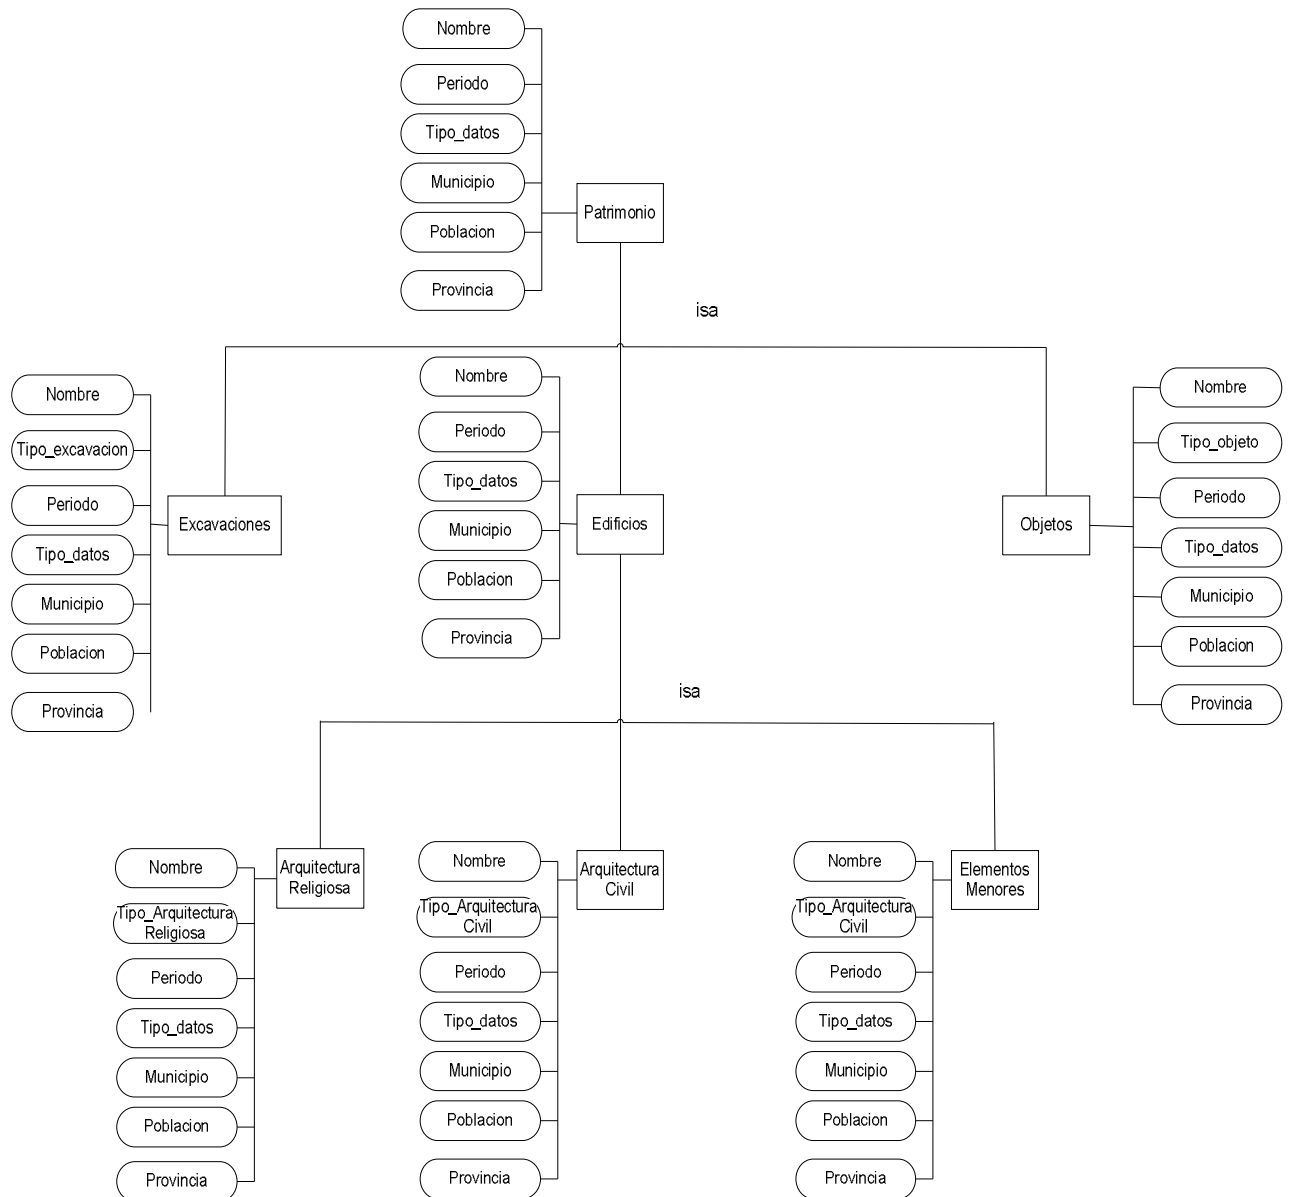 Nombre
Periodo
Tipo_datos
Municipio
Poblacion
Provincia
Patrimonio
isa
Nombre
Tipo_excavacion
Periodo
Tipo_datos
Municipio
Poblacion
Provincia
Excavaciones
Nombre
Periodo
Tipo_datos
Municipio
Poblacion
Provincia
Edificios
Objetos
Nombre
Tipo_objeto
Periodo
Tipo_datos
Municipio
Poblacion
Provincia
isa
Nombre
Tipo_Arquitectura
Religiosa
Periodo
Tipo_datos
Municipio
Poblacion
Provincia
Arquitectura
Religiosa
Nombre
Tipo_Arquitectura
Civil
Periodo
Tipo_datos
Municipio
Poblacion
Provincia
Arquitectura
Civil
Nombre
Tipo_Arquitectura
Civil
Periodo
Tipo_datos
Municipio
Poblacion
Provincia
Elementos
Menores